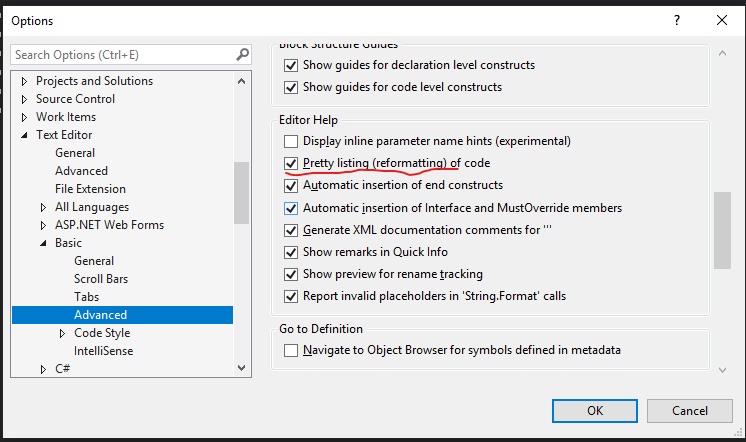 Options
?
Search Options (Ctrl+E)
Projects and Solutions
Source Control
Work Items
Text Editor
General
Advanced
File Extension
All Languages
ASP.NET Web Forms
Basic
General
Scroll Bars
Tabs
Advanced
Code Style
IntelliSense
C#
Block Structure Guides
Show guides for declaration level constructs
Show guides for code level constructs
Editor Help
Display inline parameter name hints (experimental)
Pretty listing (reformatting) of code
Automatic insertion of end constructs
Automatic insertion of Interface and MustOverride members
Generate XML documentation comments for '''
Show remarks in Quick Info
Show preview for rename tracking
Report invalid placeholders in 'String.Format' calls
Go to Definition
Navigate to Object Browser for symbols defined in metadata
OK
Cancel